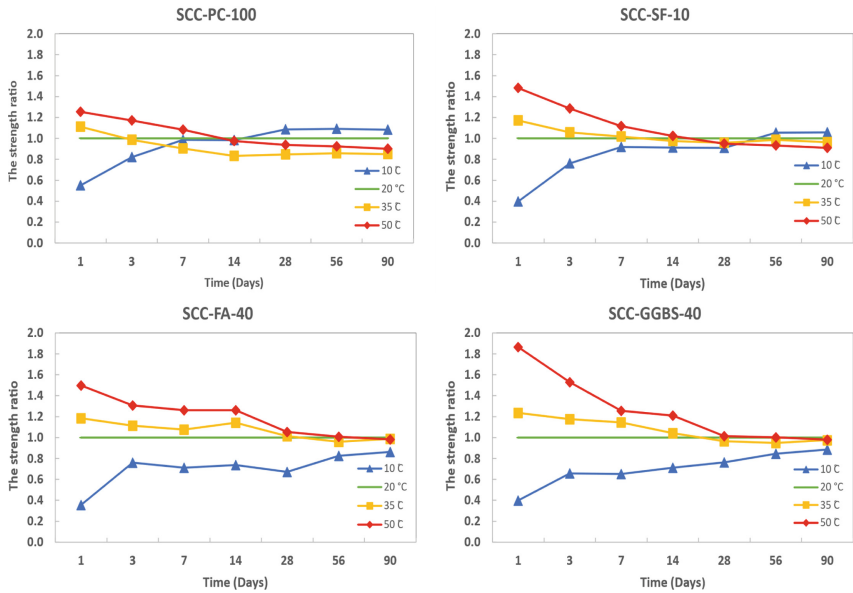 SCC-PC-100
The strength ratio
2.0
1.8
1.6
1.4
1.2
1.0
0.8
0.6
0.4
0.2
0.0
10 C
20 °C
35 C
50 C
1 3 7 14 28 56 90
Time (Days)
SCC-SF-10
The strength ratio
2.0
1.8
1.6
1.4
1.2
1.0
0.8
0.6
0.4
0.2
0.0
10 C
20 °C
35 C
50 C
1 3 7 14 28 56 90
Time (Days)
SCC-FA-40
The strength ratio
2.0
1.8
1.6
1.4
1.2
1.0
0.8
0.6
0.4
0.2
0.0
10 C
20 °C
35 C
50 C
1 3 7 14 28 56 90
Time (Days)
SCC-GGBS-40
The strength ratio
2.0
1.8
1.6
1.4
1.2
1.0
0.8
0.6
0.4
0.2
0.0
10 C
20 °C
35 C
50 C
1 3 7 14 28 56 90
Time (Days)